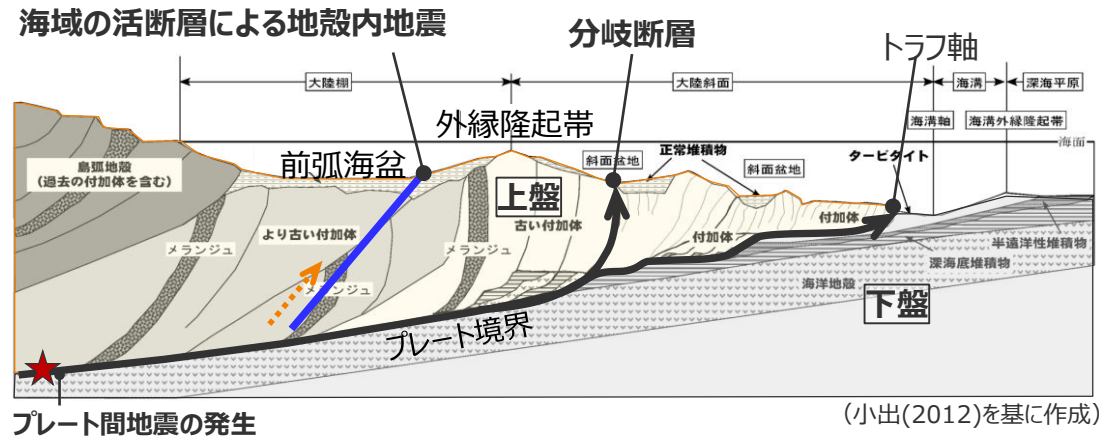 海域の活断層による地殻内地震
分岐断層
トラフ軸
大陸棚
大陸斜面
海溝
深海平原
海溝軸
海溝外縁隆起帯
海面
外縁隆起帯
前弧海盆
島弧地殻
(過去の付加体を含む)
斜面盆地
正常堆積物
斜面盆地
タービダイト
上盤
メランジュ
より古い付加体
メランジュ
古い付加体
付加体
付加体
メランジュ
半遠洋性堆積物
深海底堆積物
海洋地殻
下盤
プレート境界
プレート間地震の発生
(小出(2012)を基に作成)